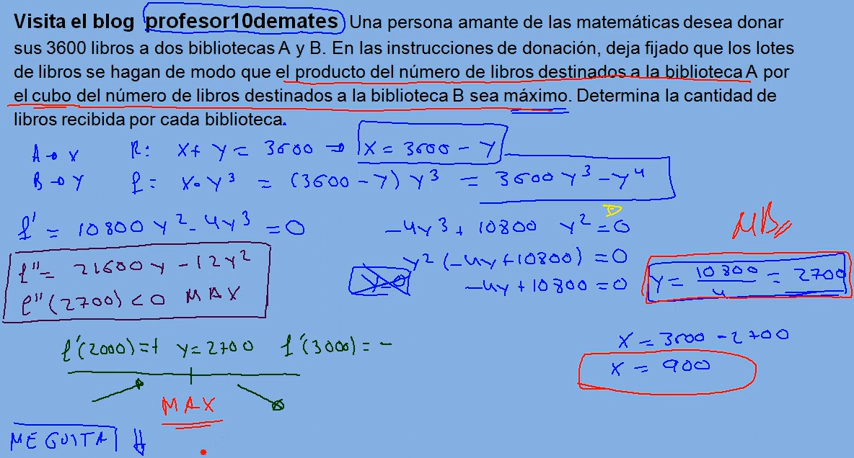 Visita el blog profesor10demates Una persona amante de las matemáticas desea donar
sus 3600 libros a dos bibliotecas A y B. En las instrucciones de donación, deja fijado que los lotes
de libros se hagan de modo que el producto del número de libros destinados a la biblioteca A por
el cubo del número de libros destinados a la biblioteca B sea máximo. Determina la cantidad de
libros recibida por cada biblioteca.
A → x R: x + y = 3600 ⇒ x = 3600 - y
B → y f = x · y³ = (3600 - y) y³ = 3600 y³ - y⁴
f' = 10800 y² - 4y³ = 0
-4y³ + 10800 y² = 0
MB
f'' = 21600 y - 12y²
y² (-4y + 10800) = 0
y=0
-4y + 10800 = 0
y = 10800/4 = 2700
f''(2700) < 0 MAX
x = 3600 - 2700
x = 900
f'(2000) = + y = 2700 f'(3000) = -
MAX
ME GUSTA